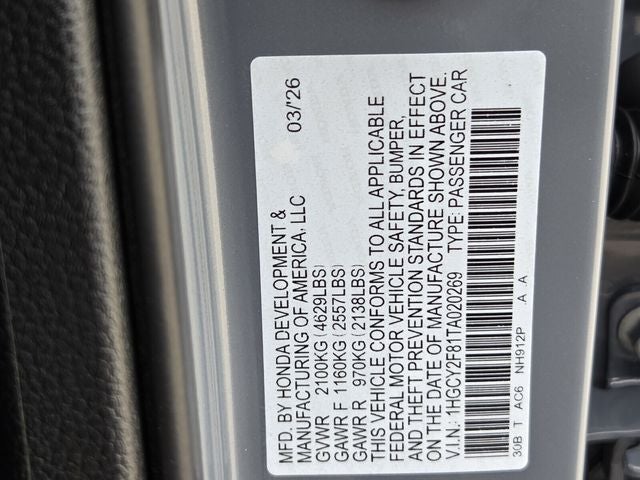 MFD. BY HONDA DEVELOPMENT &
MANUFACTURING OF AMERICA, LLC 03/'26
GVWR 2100KG (4629LBS)
GAWR F 1160KG (2557LBS)
GAWR R 970KG (2138LBS)
THIS VEHICLE CONFORMS TO ALL APPLICABLE
FEDERAL MOTOR VEHICLE SAFETY, BUMPER,
AND THEFT PREVENTION STANDARDS IN EFFECT
ON THE DATE OF MANUFACTURE SHOWN ABOVE.
V.I.N.: 1HGCY2F81TA020269 TYPE: PASSENGER CAR
30B T AC6 NH912P A A